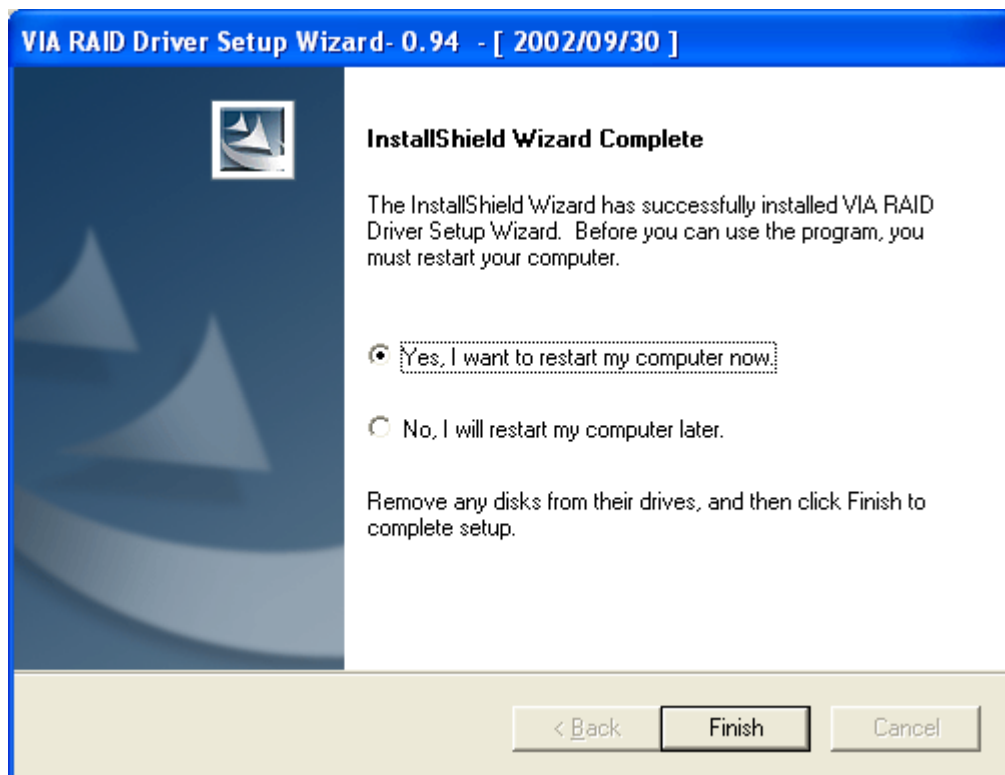 VIA RAID Driver Setup Wizard- 0.94  - [ 2002/09/30 ]
InstallShield Wizard Complete
The InstallShield Wizard has successfully installed VIA RAID
Driver Setup Wizard.  Before you can use the program, you
must restart your computer.
Yes, I want to restart my computer now.
No, I will restart my computer later.
Remove any disks from their drives, and then click Finish to
complete setup.
< Back
Finish
Cancel